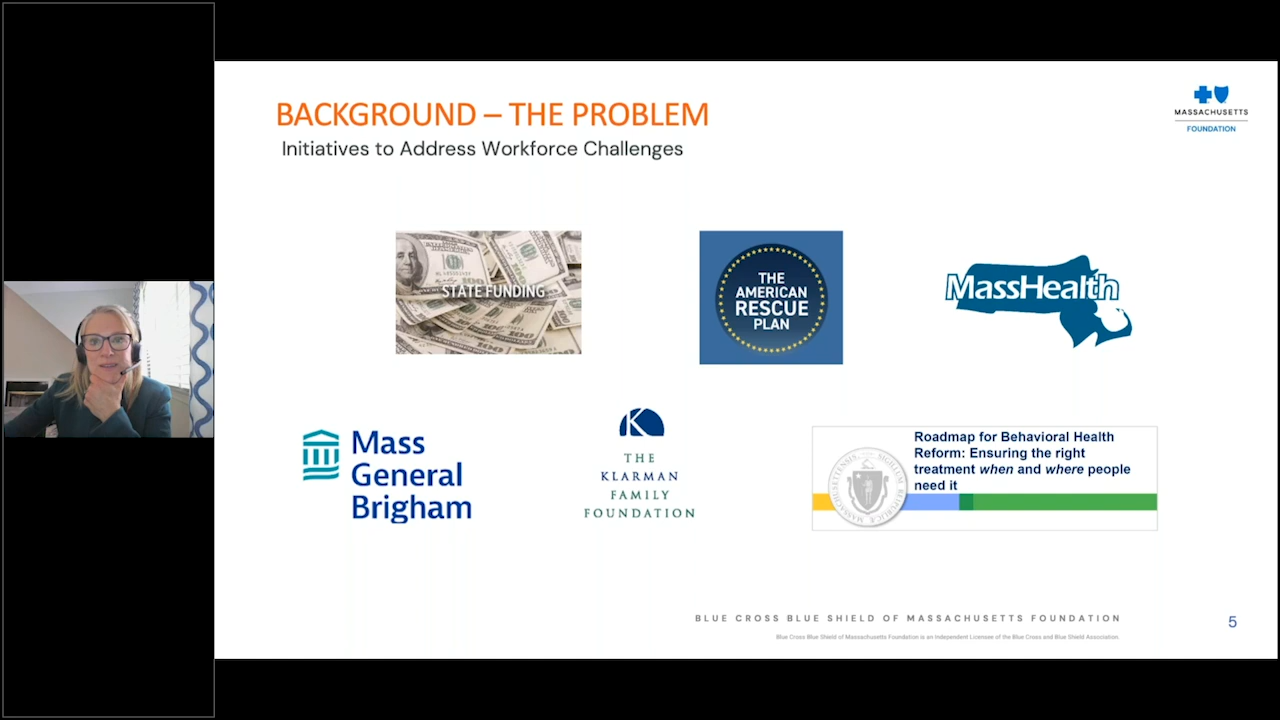 BACKGROUND – THE PROBLEM
Initiatives to Address Workforce Challenges
MASSACHUSETTS
FOUNDATION
STATE FUNDING
THE
AMERICAN
RESCUE
PLAN
MassHealth
Mass
General
Brigham
K
THE
KLARMAN
FAMILY
FOUNDATION
Roadmap for Behavioral Health
Reform: Ensuring the right
treatment when and where people
need it
BLUE CROSS BLUE SHIELD OF MASSACHUSETTS FOUNDATION
Blue Cross Blue Shield of Massachusetts Foundation is an Independent Licensee of the Blue Cross and Blue Shield Association.
5